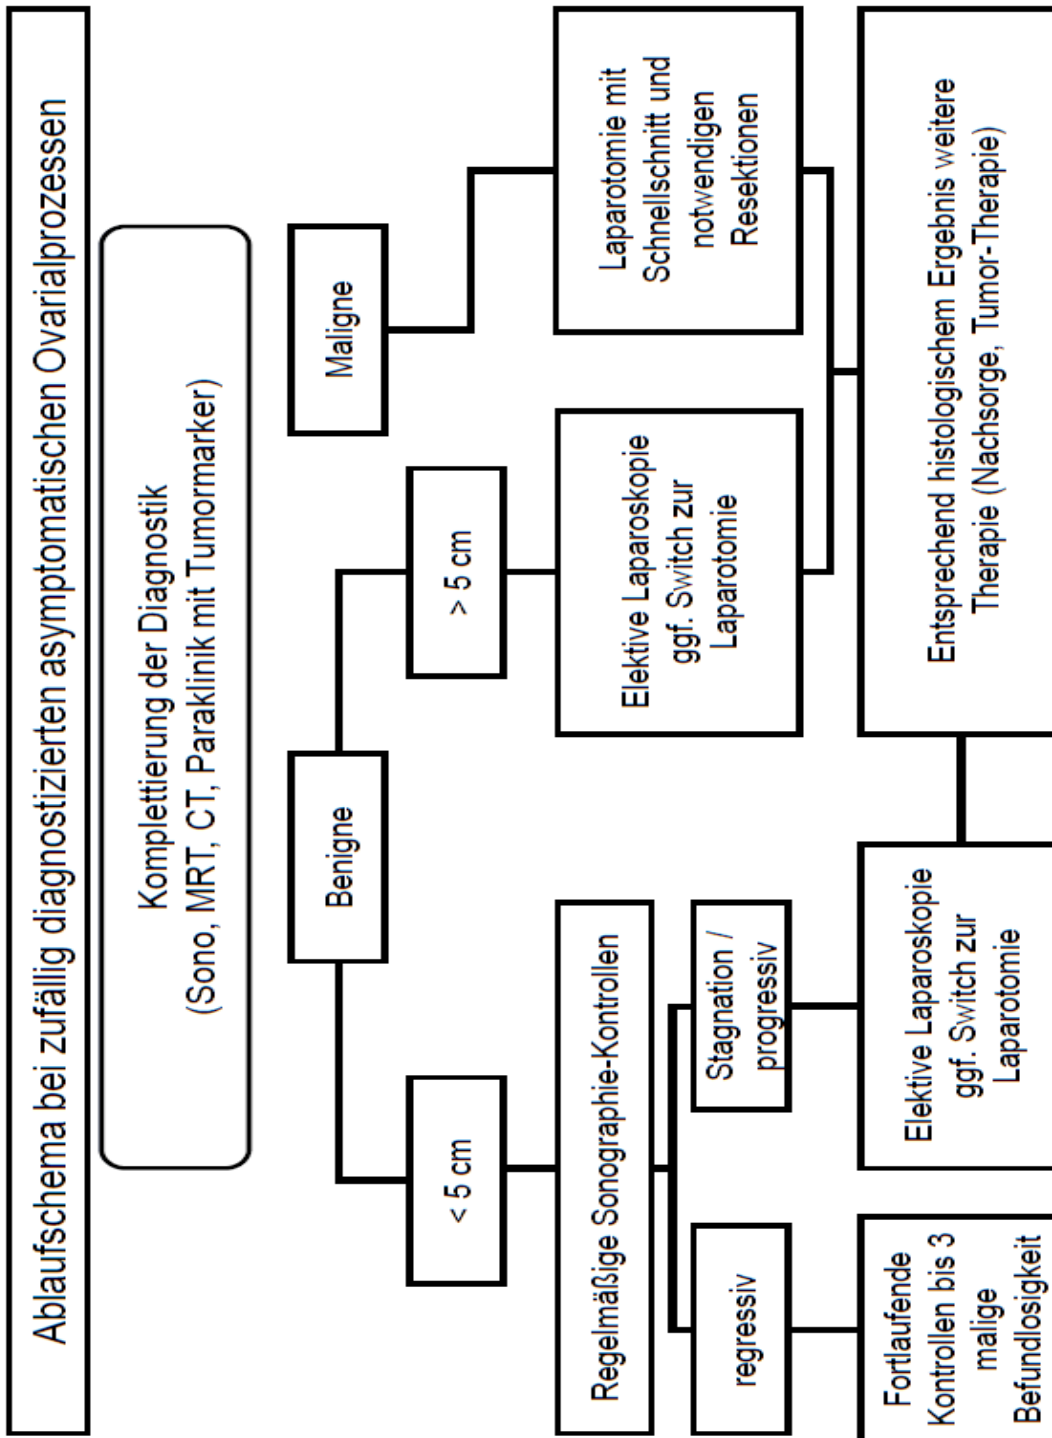 Ablaufschema bei zufällig diagnostizierten asymptomatischen Ovarialprozessen
Komplettierung der Diagnostik
(Sono, MRT, CT, Paraklinik mit Tumormarker)
Benigne
Maligne
< 5 cm
> 5 cm
Regelmäßige Sonographie-Kontrollen
Elektive Laparoskopie
ggf. Switch zur
Laparotomie
Laparotomie mit
Schnellschnitt und
notwendigen
Resektionen
regressiv
Stagnation /
progressiv
Fortlaufende
Kontrollen bis 3
malige
Befundlosigkeit
Elektive Laparoskopie
ggf. Switch zur
Laparotomie
Entsprechend histologischem Ergebnis weitere
Therapie (Nachsorge, Tumor-Therapie)